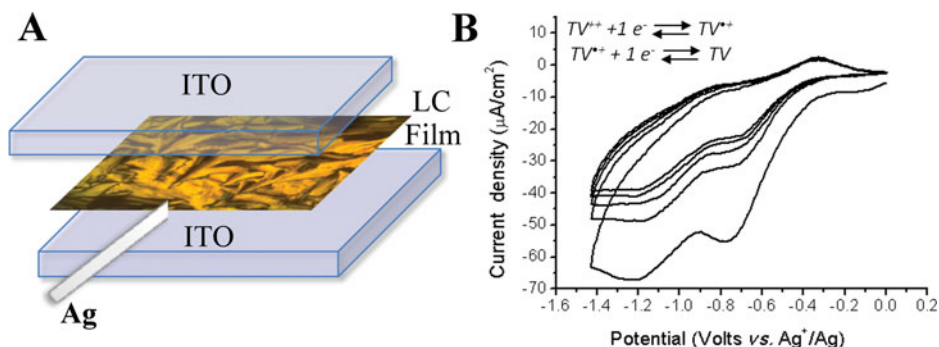 A
ITO
LC
Film
ITO
Ag
B
TV⁺⁺ +1 e⁻ ⇄ TV•⁺
TV•⁺ + 1 e⁻ ⇄ TV
Current density (μA/cm²)
10
0
-10
-20
-30
-40
-50
-60
-70
-1.6 -1.4 -1.2 -1.0 -0.8 -0.6 -0.4 -0.2 0.0 0.2
Potential (Volts vs. Ag⁺/Ag)